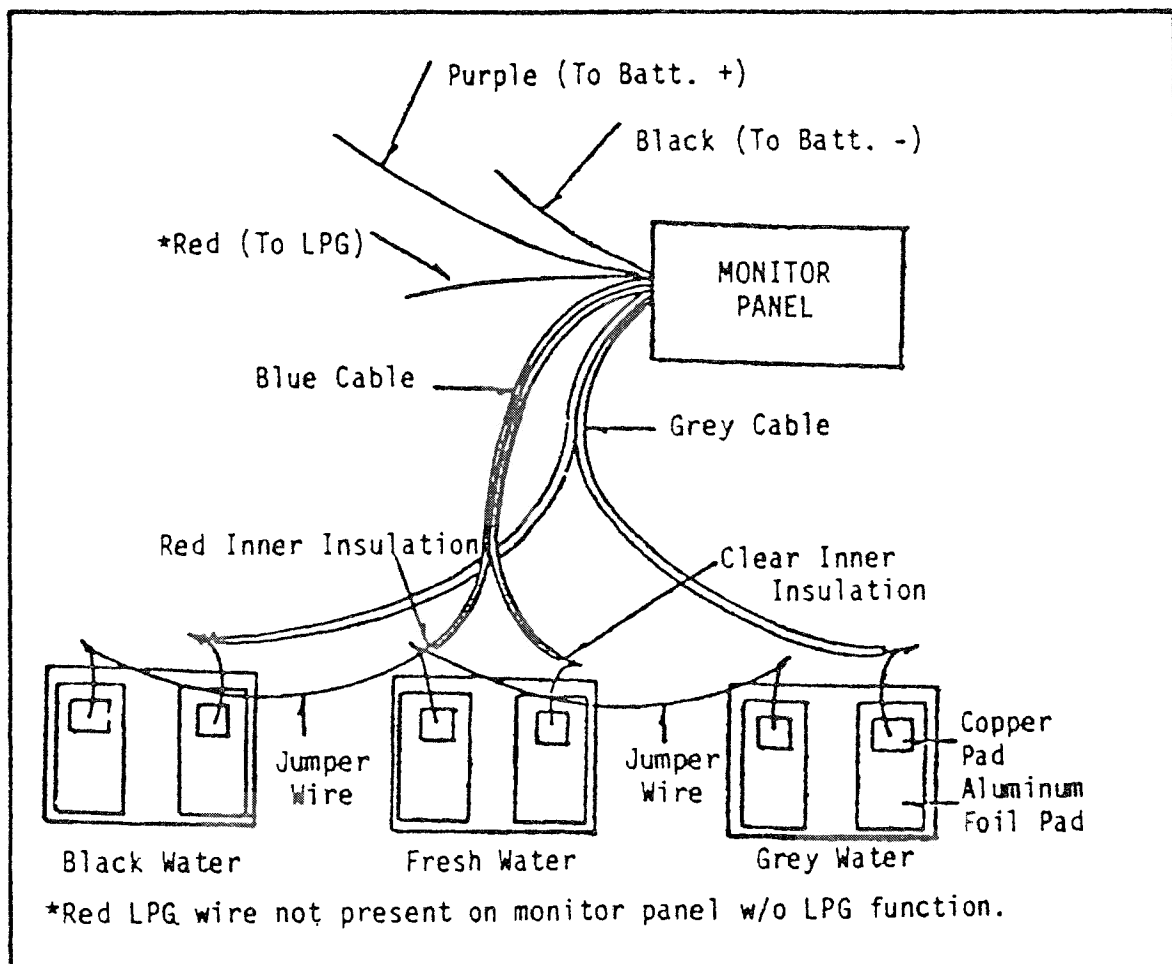 Purple (To Batt. +)
Black (To Batt. -)
*Red (To LPG)
MONITOR
PANEL
Blue Cable
Grey Cable
Red Inner Insulation
Clear Inner
Insulation
Jumper
Wire
Jumper
Wire
Copper
Pad
Aluminum
Foil Pad
Black Water
Fresh Water
Grey Water
*Red LPG wire not present on monitor panel w/o LPG function.